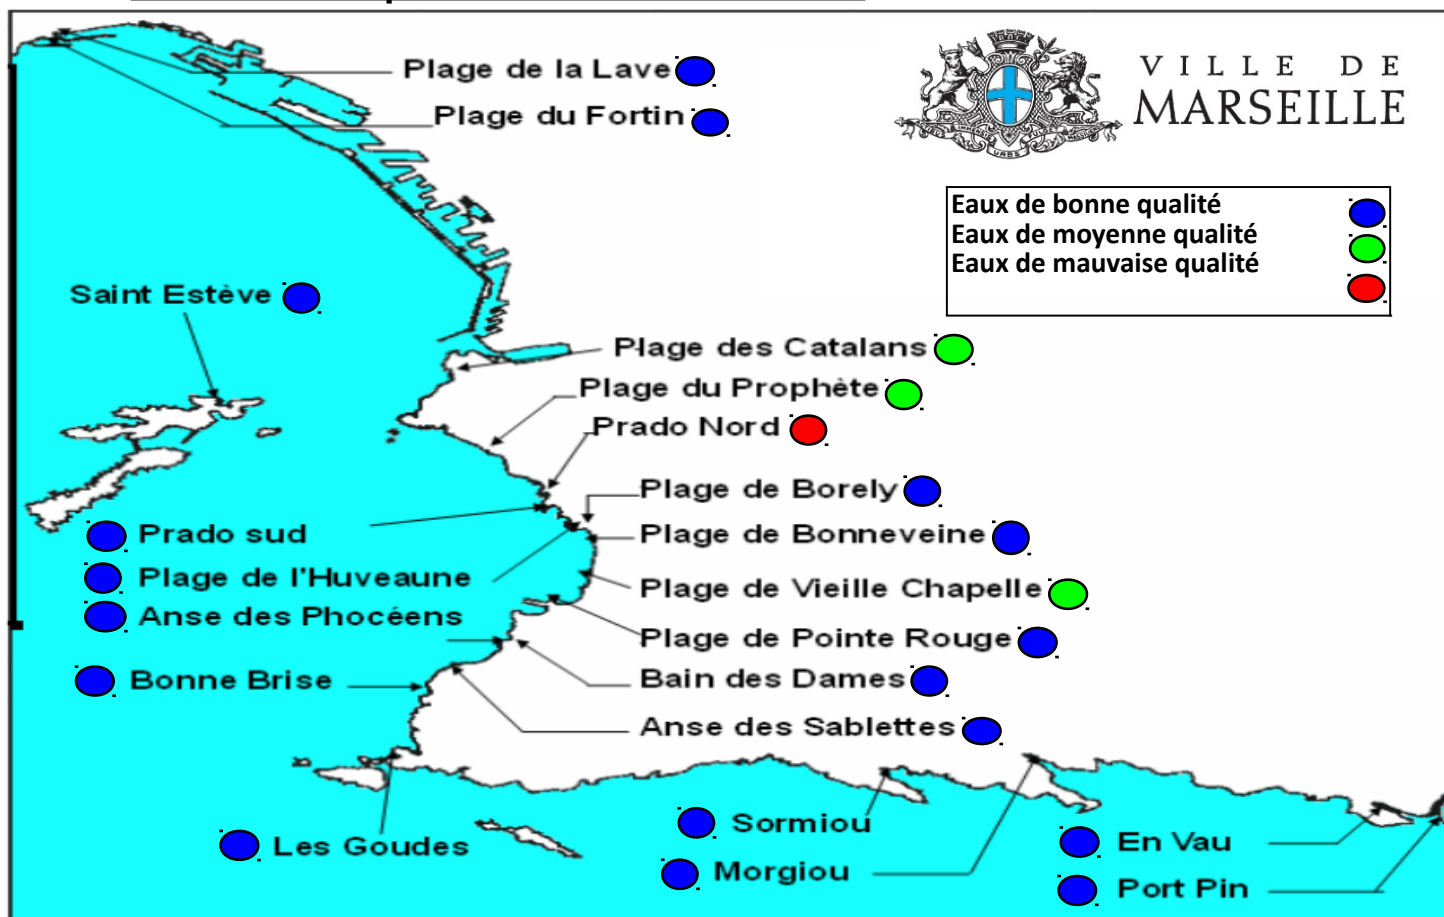 Plage de la Lave
Plage du Fortin
VILLE DE
MARSEILLE
Eaux de bonne qualité
Eaux de moyenne qualité
Eaux de mauvaise qualité
Saint Estève
Plage des Catalans
Plage du Prophète
Prado Nord
Plage de Borely
Prado sud
Plage de Bonneveine
Plage de l'Huveaune
Plage de Vieille Chapelle
Anse des Phocéens
Plage de Pointe Rouge
Bonne Brise
Bain des Dames
Anse des Sablettes
Sormiou
Les Goudes
En Vau
Morgiou
Port Pin